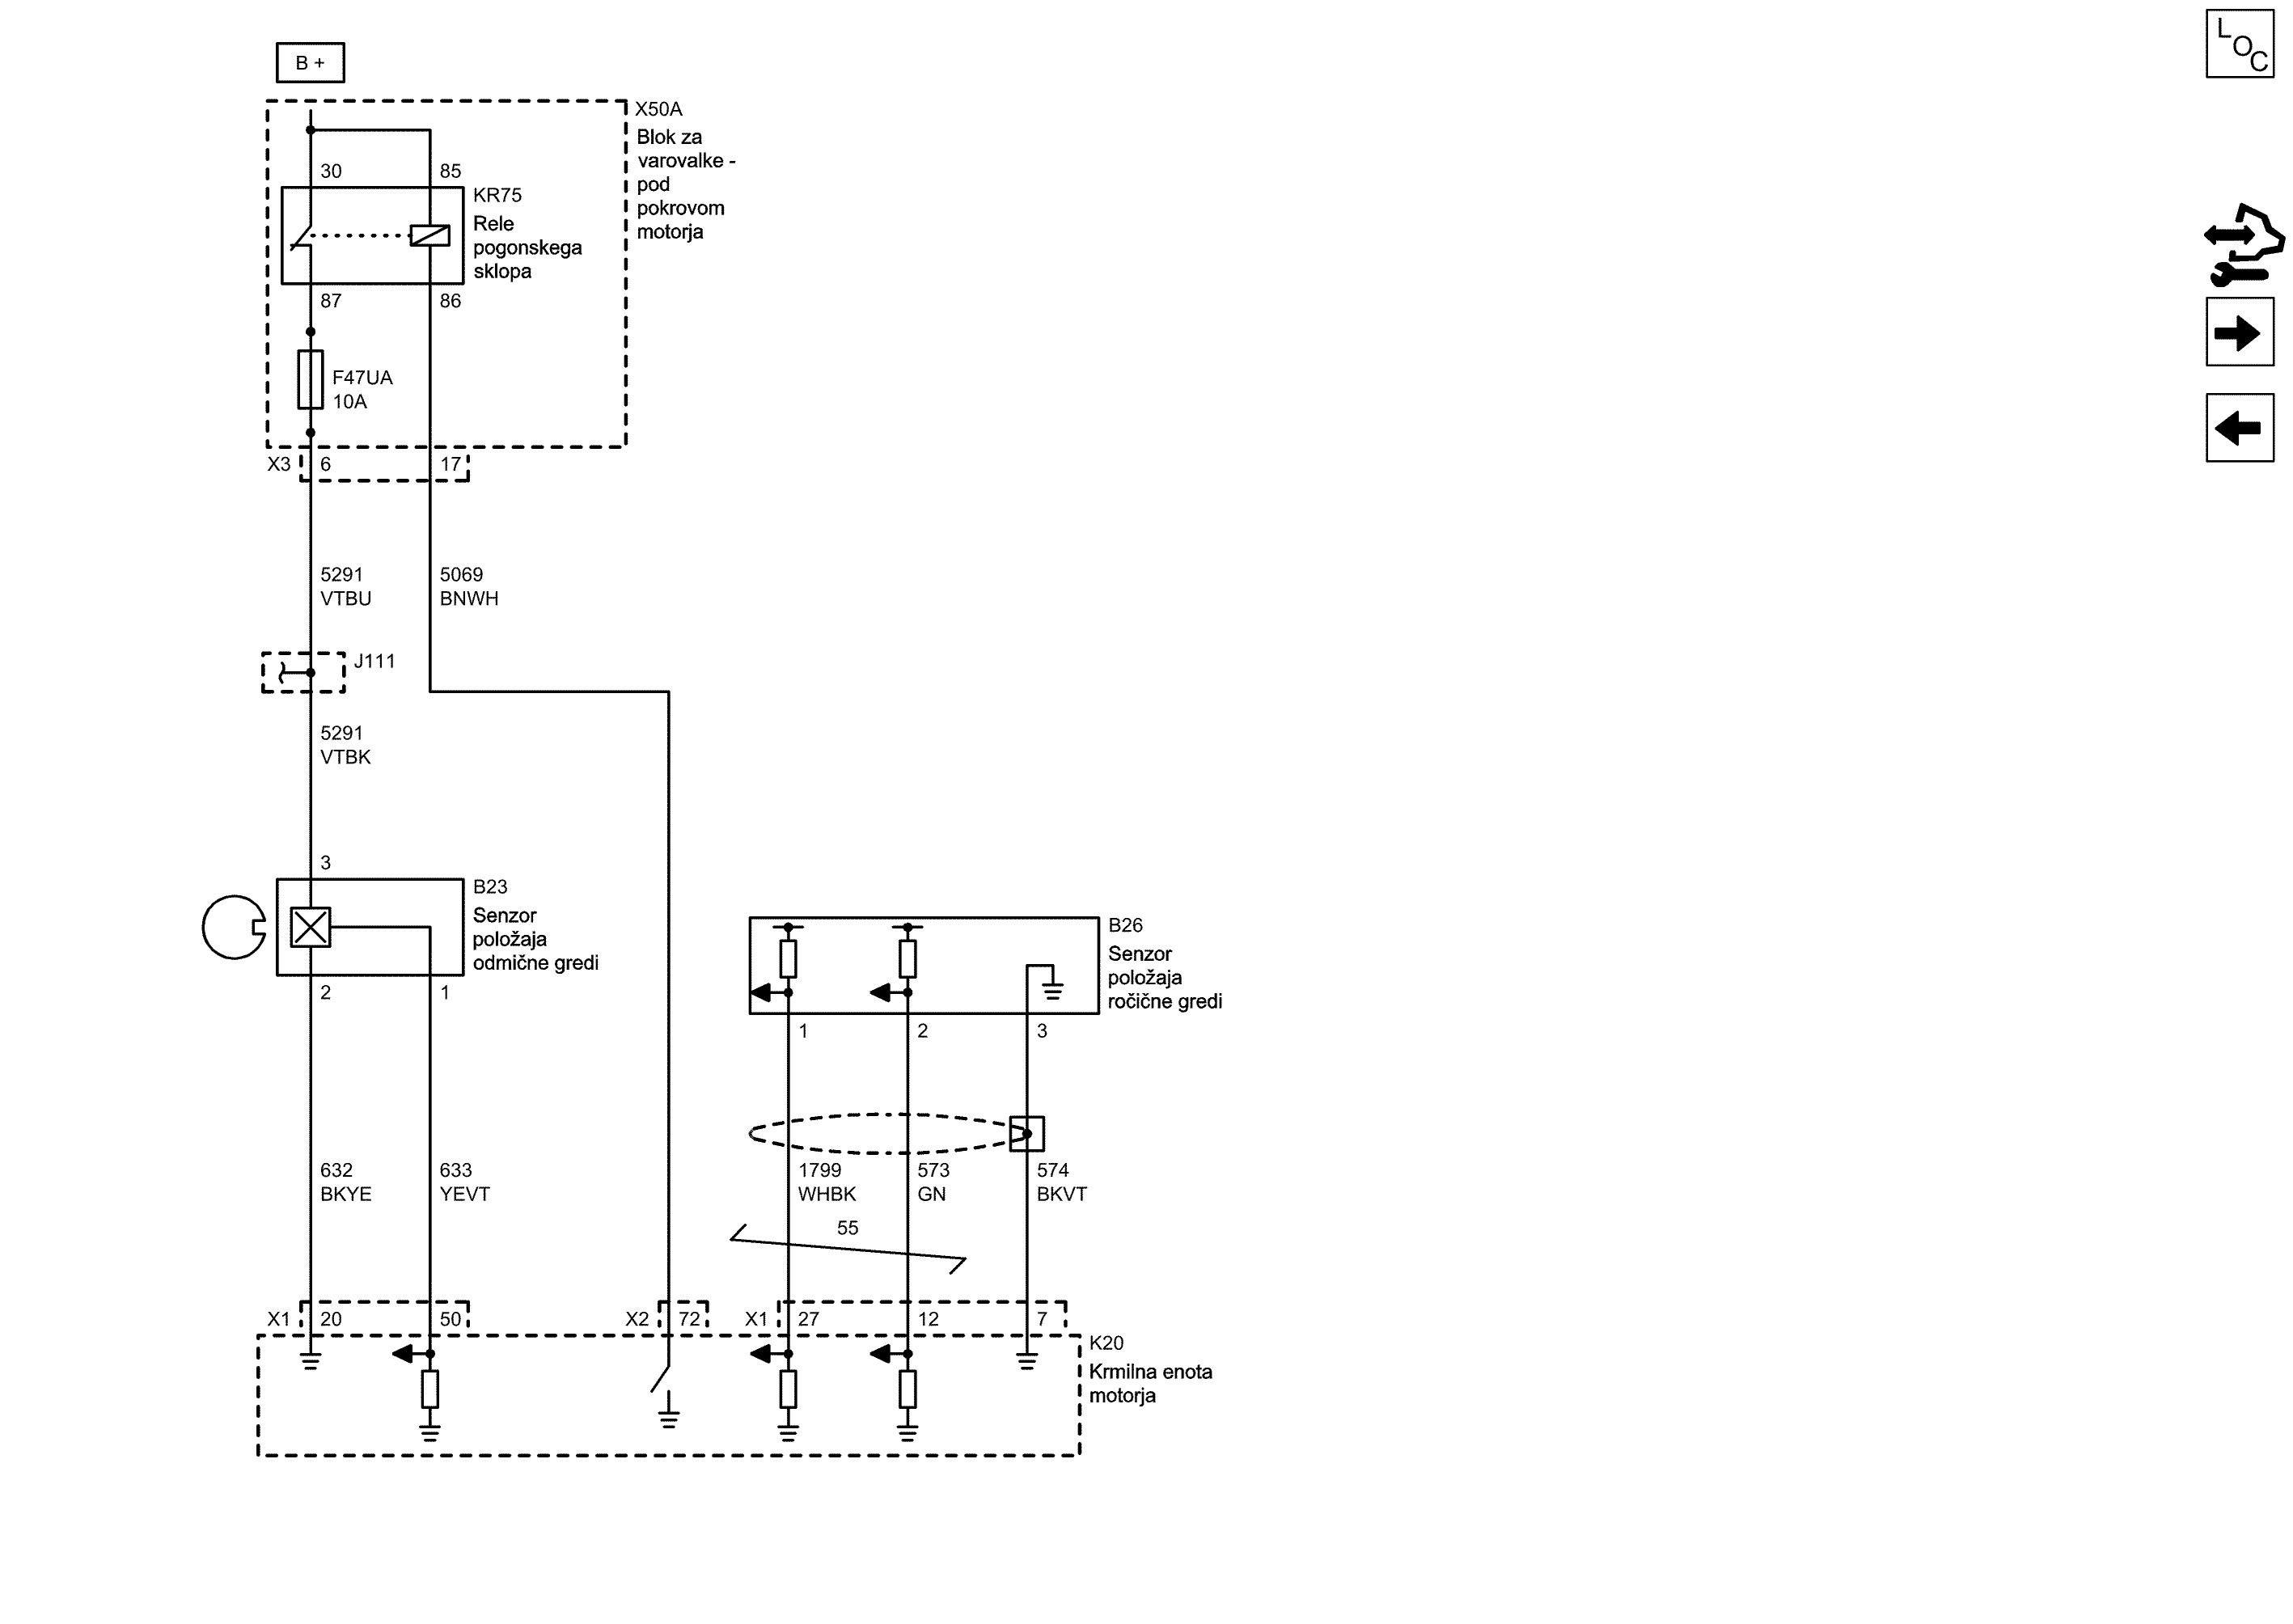 B +
LOC
X50A
Blok za
varovalke -
pod
pokrovom
motorja
30
85
KR75
Rele
pogonskega
sklopa
87
86
F47UA
10A
X3
6
17
5291
VTBU
5069
BNWH
J111
5291
VTBK
3
B23
Senzor
položaja
odmične gredi
2
1
B26
Senzor
položaja
ročične gredi
1
2
3
632
BKYE
633
YEVT
1799
WHBK
573
GN
574
BKVT
55
X1
20
50
X2
72
X1
27
12
7
K20
Krmilna enota
motorja